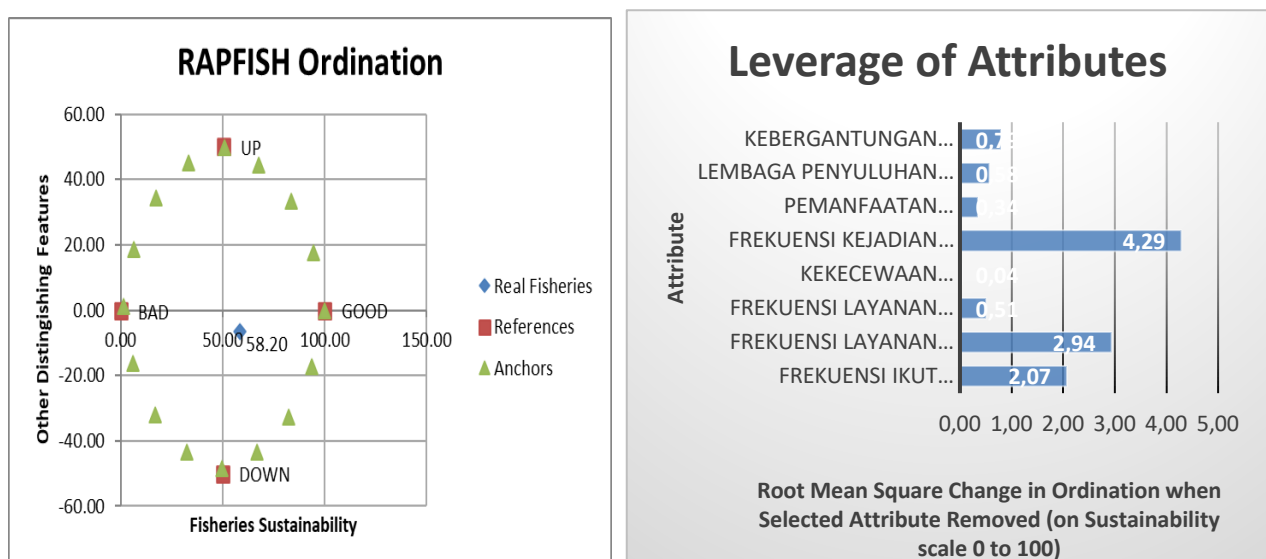 RAPFISH Ordination
60.00
40.00
20.00
0.00
-20.00
-40.00
-60.00
0.00
50.00
100.00
150.00
UP
BAD
GOOD
58.20
DOWN
Other Distingishing Features
Fisheries Sustainability
Real Fisheries
References
Anchors
Leverage of Attributes
Attribute
KEBERGANTUNGAN...
LEMBAGA PENYULUHAN...
PEMANFAATAN...
0,34
FREKUENSI KEJADIAN...
4,29
KEKECEWAAN...
0,04
FREKUENSI LAYANAN...
0,51
FREKUENSI LAYANAN...
2,94
FREKUENSI IKUT...
2,07
0,00 1,00 2,00 3,00 4,00 5,00
Root Mean Square Change in Ordination when
Selected Attribute Removed (on Sustainability
scale 0 to 100)